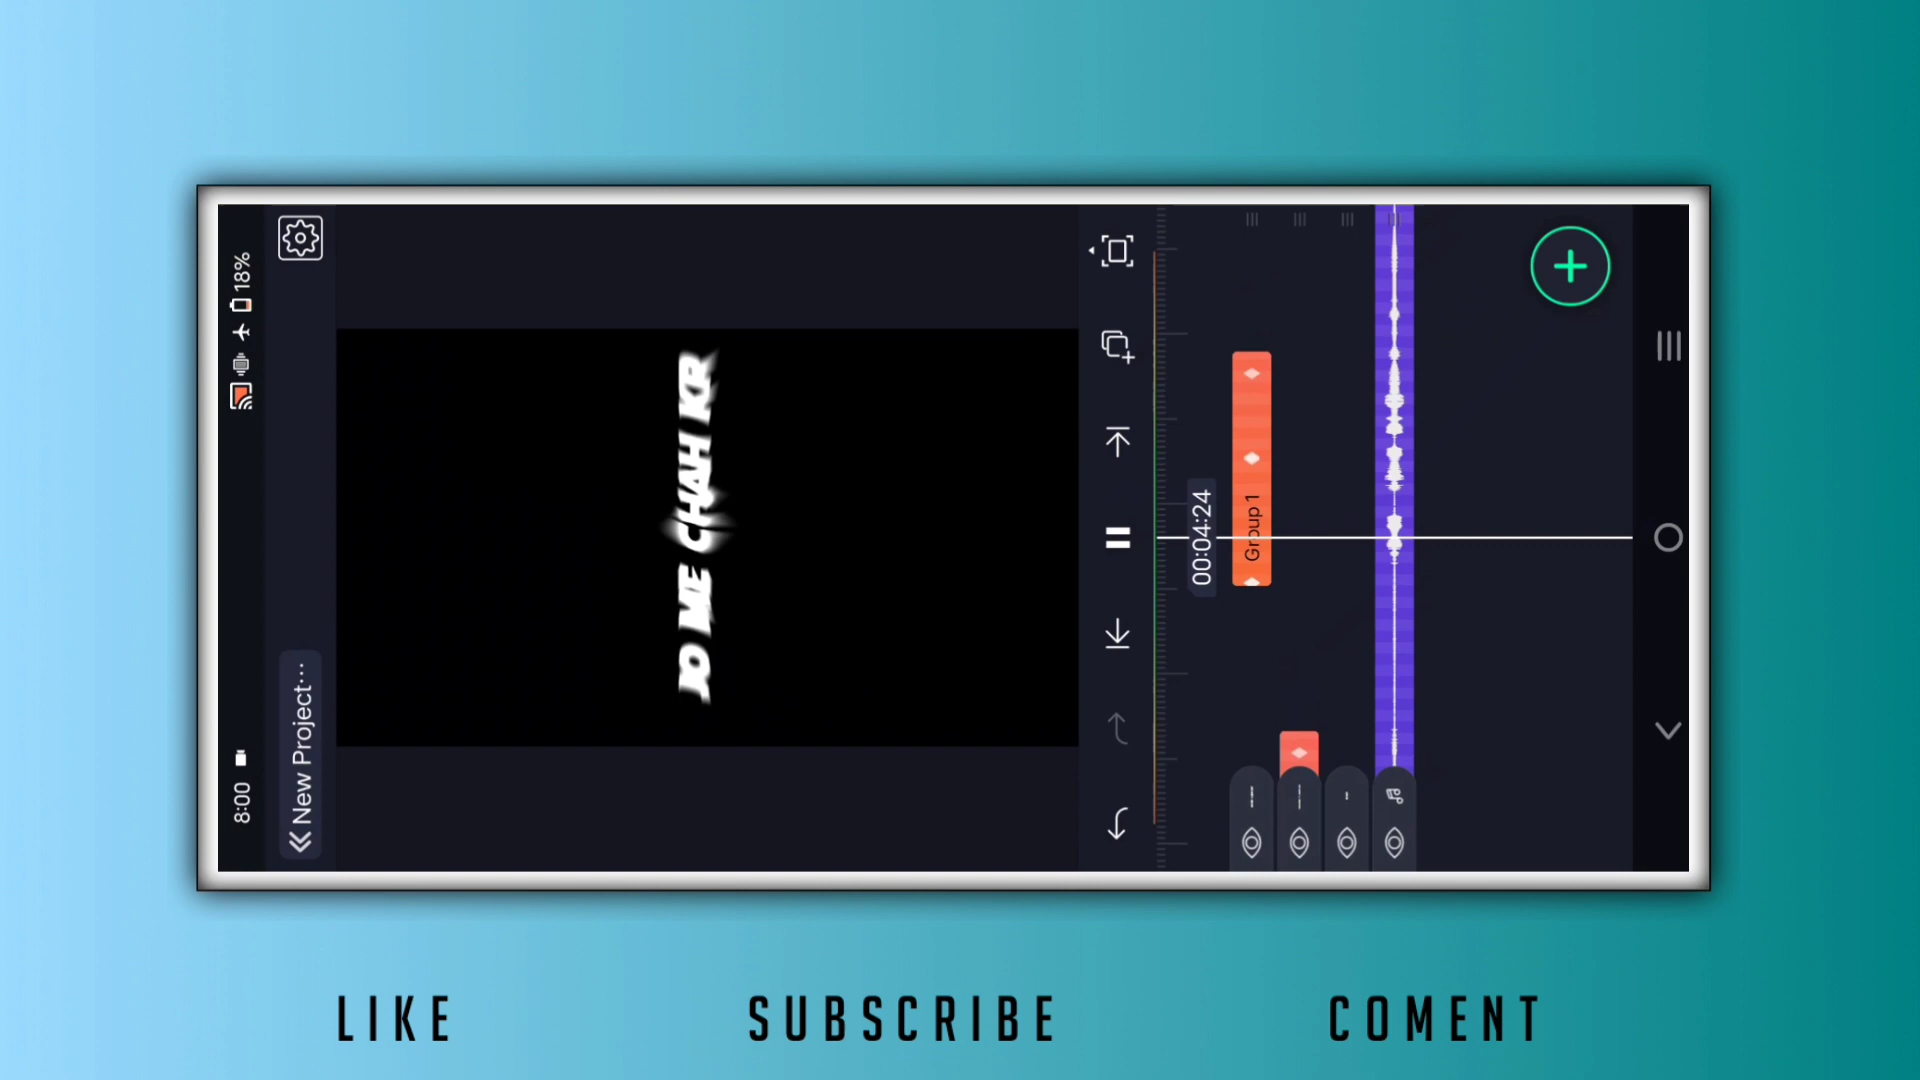 8:00
18%
New Project...
JO ME CHAH KR
00:04:24
Group 1
LIKE
SUBSCRIBE
COMENT